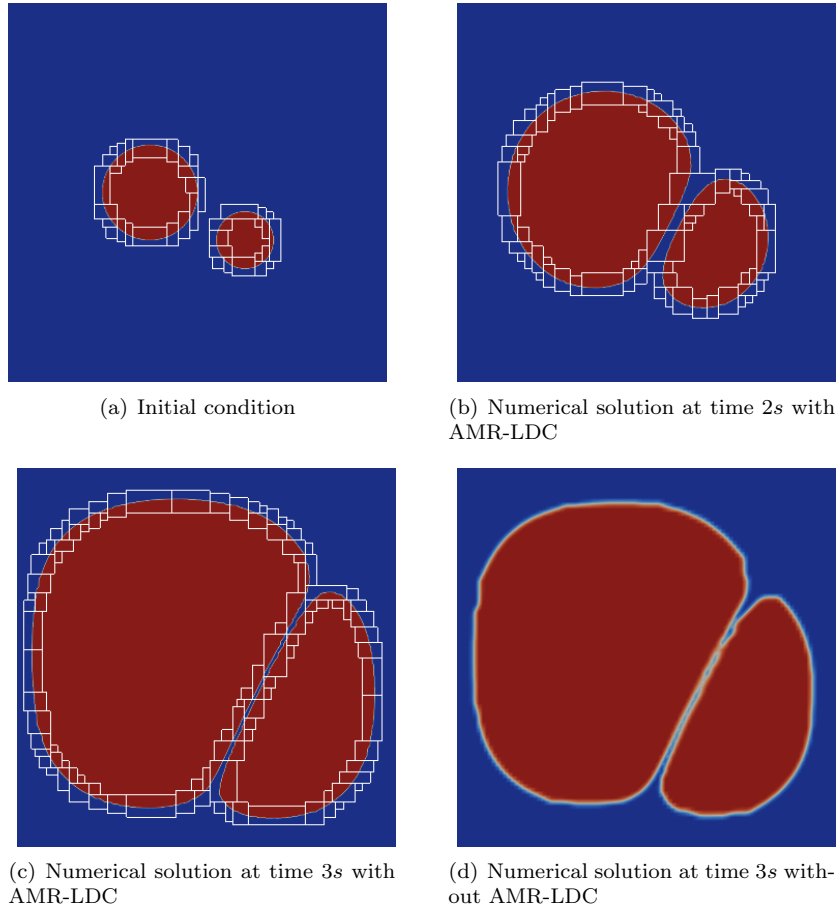 (a) Initial condition
(b) Numerical solution at time 2s with
AMR-LDC
(c) Numerical solution at time 3s with
AMR-LDC
(d) Numerical solution at time 3s with-
out AMR-LDC